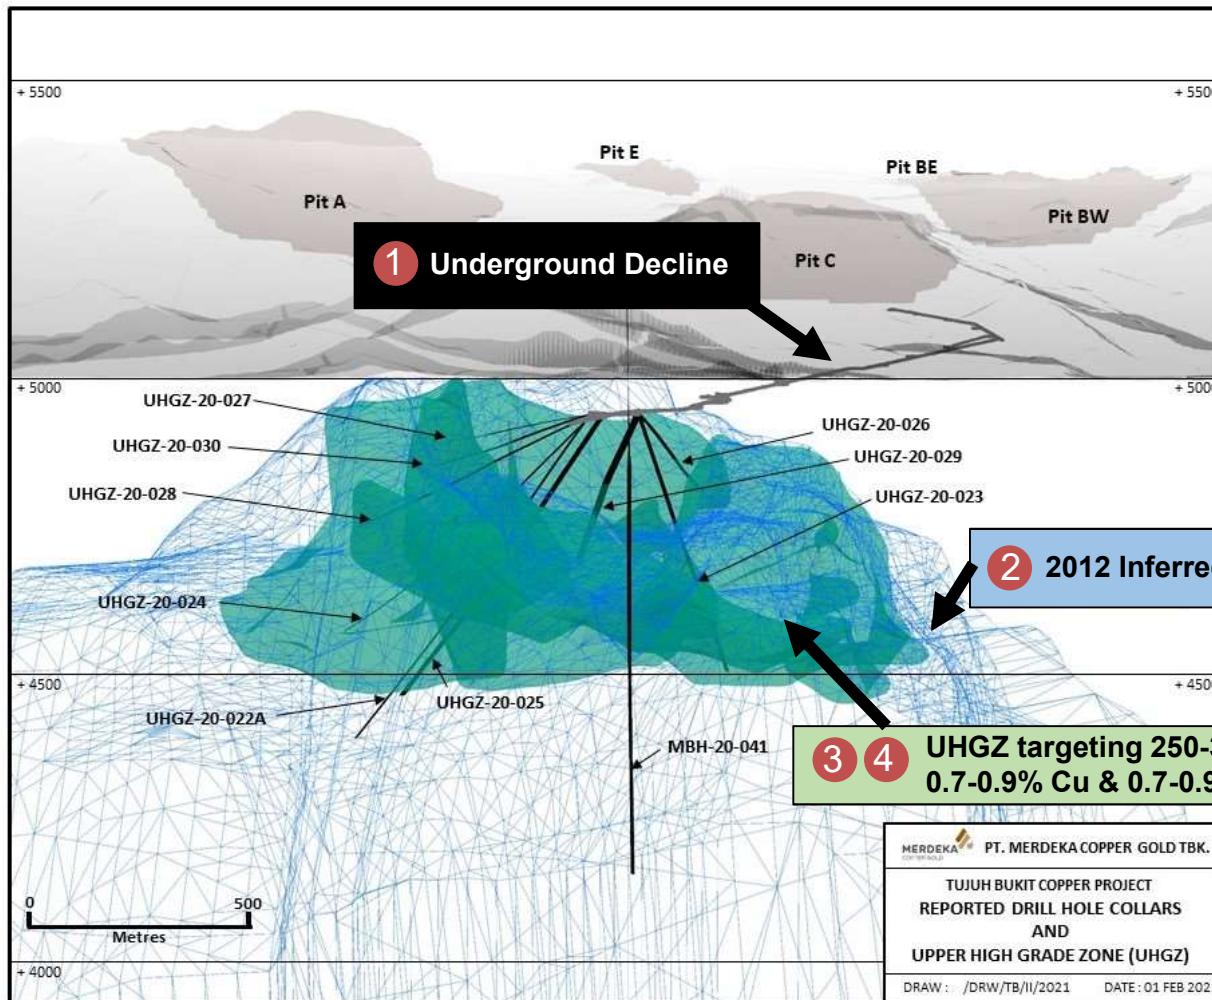 + 5500
+ 550
Pit E
Pit BE
Pit A
Pit BW
1 Underground Decline
Pit C
+ 5000
+ 500
UHGZ-20-027
UHGZ-20-026
UHGZ-20-030
UHGZ-20-029
UHGZ-20-028
UHGZ-20-023
2 2012 Inferre
UHGZ-20-024
+ 4500
+ 450
UHGZ-20-025
UHGZ-20-022A
MBH-20-041
3 4 UHGZ targeting 250-3
0.7-0.9% Cu & 0.7-0.9
MERDEKA
COPPER GOLD
PT. MERDEKA COPPER GOLD TBK.
TUJUH BUKIT COPPER PROJECT
REPORTED DRILL HOLE COLLARS
AND
UPPER HIGH GRADE ZONE (UHGZ)
0 500
Metres
+ 4000
DRAW : /DRW/TB/II/2021 DATE : 01 FEB 202